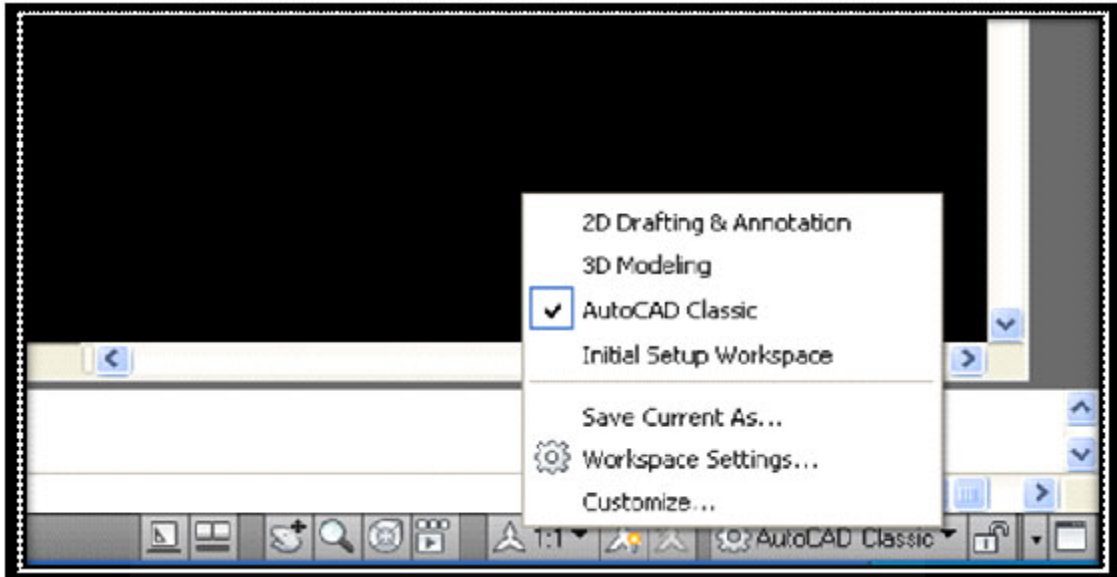 2D Drafting & Annotation
3D Modeling
AutoCAD Classic
Initial Setup Workspace
Save Current As...
Workspace Settings...
Customize...
1:1 AutoCAD Classic